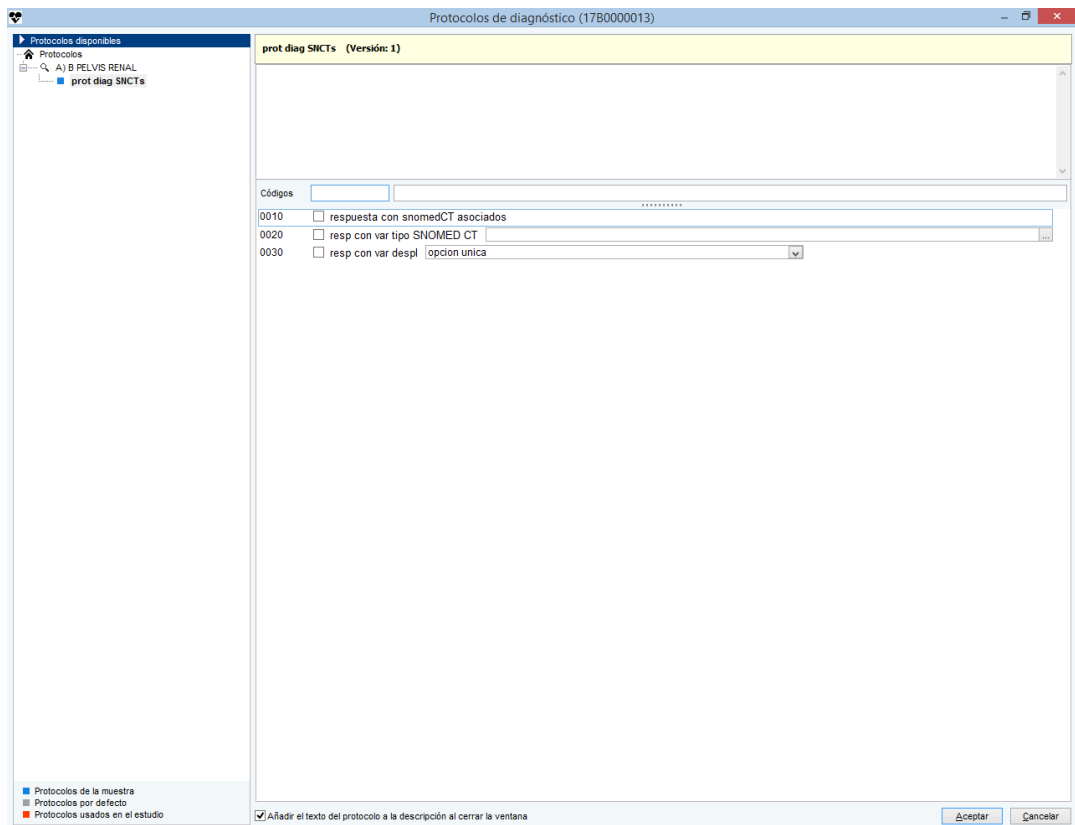 Protocolos de diagnóstico (17B0000013)
Protocolos disponibles
Protocolos
A) B PELVIS RENAL
prot diag SNCTs
prot diag SNCTs (Versión: 1)
Códigos
0010 respuesta con snomedCT asociados
0020 resp con var tipo SNOMED CT ...
0030 resp con var despl opcion unica
Protocolos de la muestra
Protocolos por defecto
Protocolos usados en el estudio
Añadir el texto del protocolo a la descripción al cerrar la ventana
Aceptar Cancelar